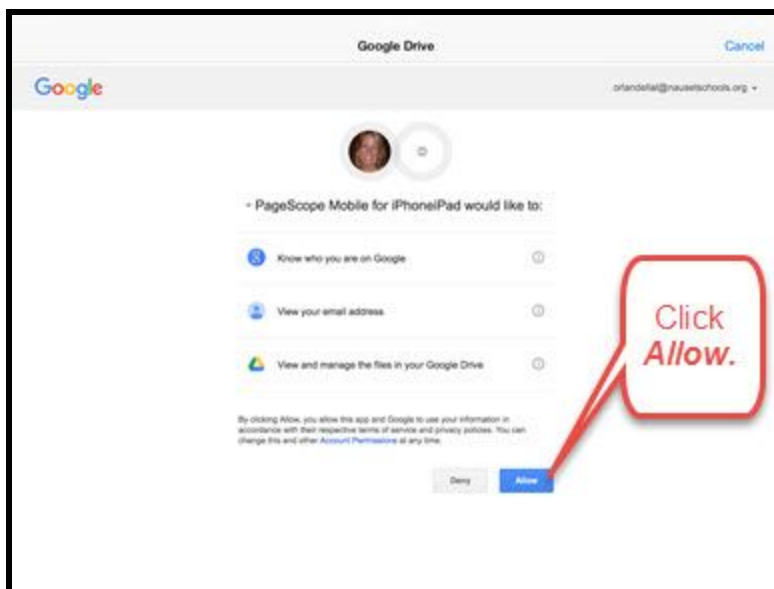 Google Drive
Cancel
Google
orlandellal@nausetschools.org
PageScope Mobile for iPhoneiPad would like to:
Know who you are on Google
View your email address
View and manage the files in your Google Drive
By clicking Allow, you allow this app and Google to use your information in
accordance with their respective terms of service and privacy policies. You can
change this and other Account Permissions at any time.
Deny
Allow
Click
Allow.